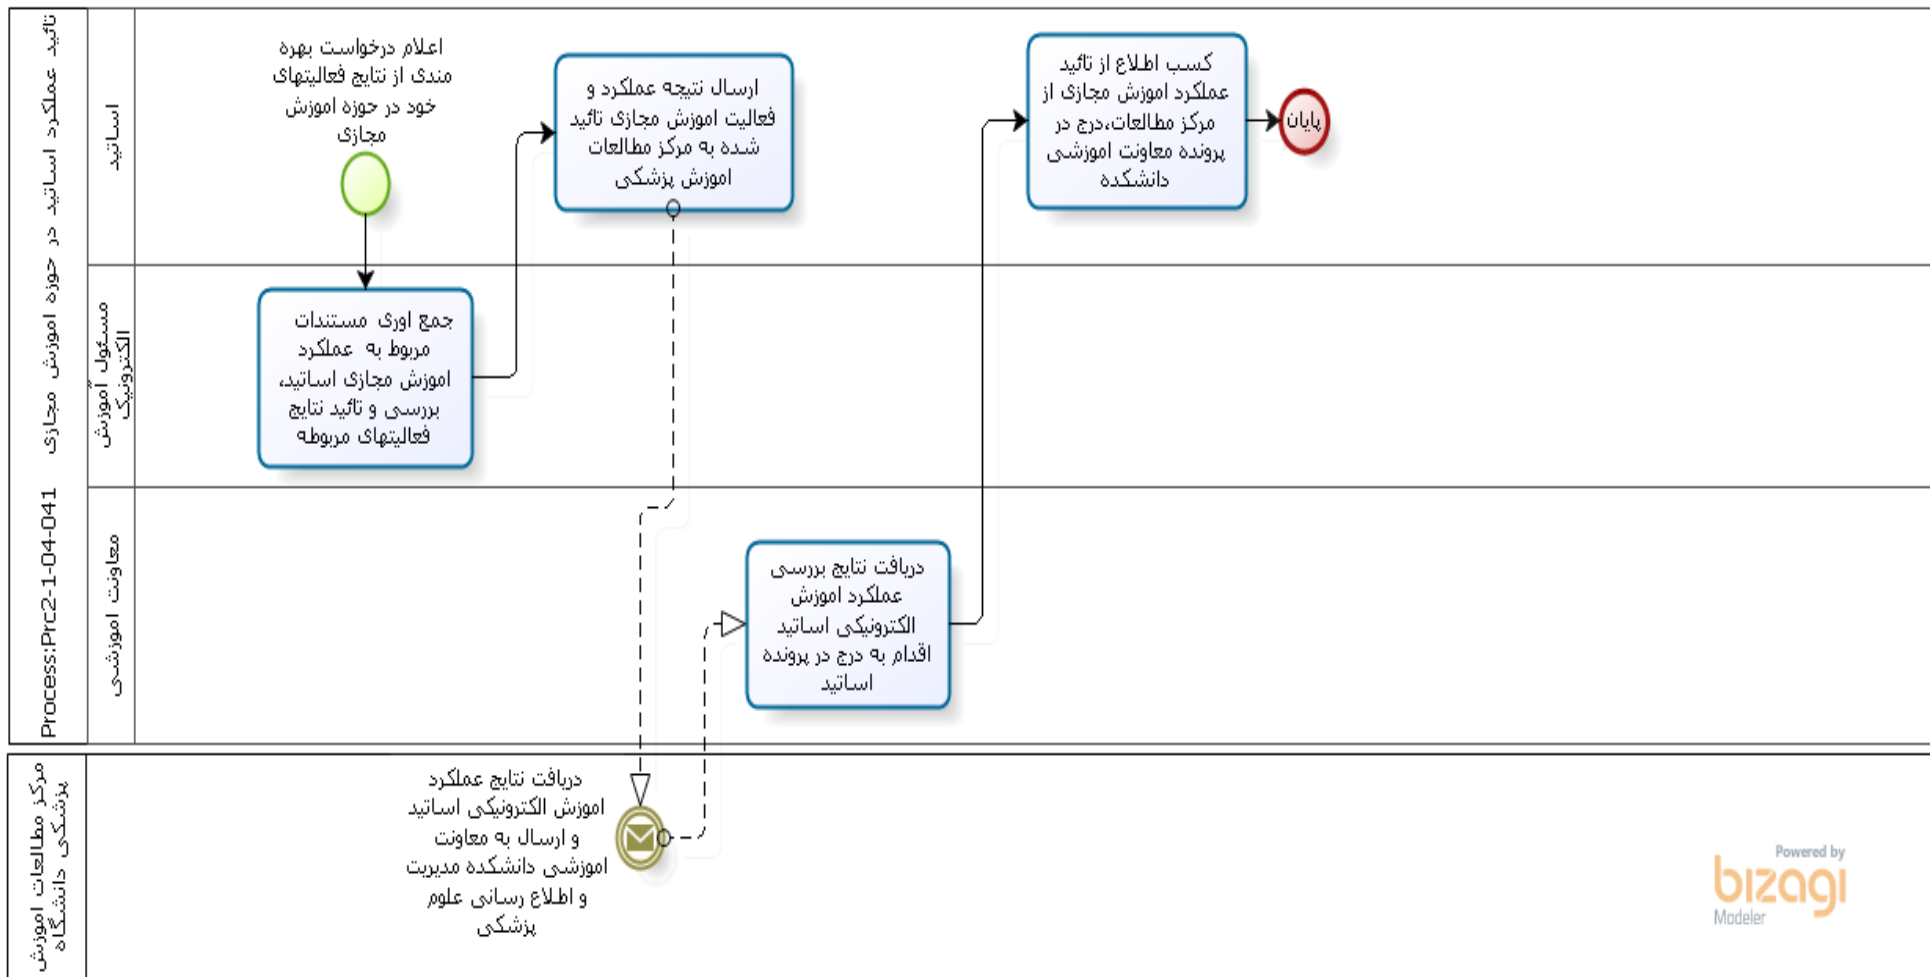 تائید عملکرد اساتید در حوزه اموزش مجازی
Process:Prc2-1-04-041
اساتید
اعلام درخواست بهره
مندی از نتایج فعالیتهای
خود در حوزه اموزش
مجازی
ارسال نتیجه عملکرد و
فعالیت اموزش مجازی تائید
شده به مرکز مطالعات
اموزش پزشکی
کسب اطلاع از تائید
عملکرد اموزش مجازی از
مرکز مطالعات،درج در
پرونده معاونت اموزشی
دانشکده
پایان
مسئول آموزش
الکترونیک
جمع اوری مستندات
مربوط به عملکرد
اموزش مجازی اساتید،
بررسی و تائید نتایج
فعالیتهای مربوطه
معاونت اموزشی
دریافت نتایج بررسی
عملکرد اموزش
الکترونیکی اساتید
اقدام به درج در پرونده
اساتید
مرکز مطالعات اموزش
پزشکی دانشگاه
دریافت نتایج عملکرد
اموزش الکترونیکی اساتید
و ارسال به معاونت
اموزشی دانشکده مدیریت
و اطلاع رسانی علوم
پزشکی
Powered by
bizagi
Modeler